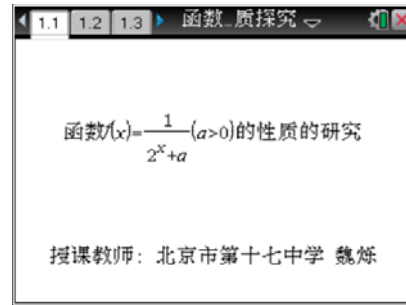 1.1 1.2 1.3 函数_质探究
函数f(x)=1/(2^x+a)(a>0)的性质的研究
授课教师：北京市第十七中学 魏烁